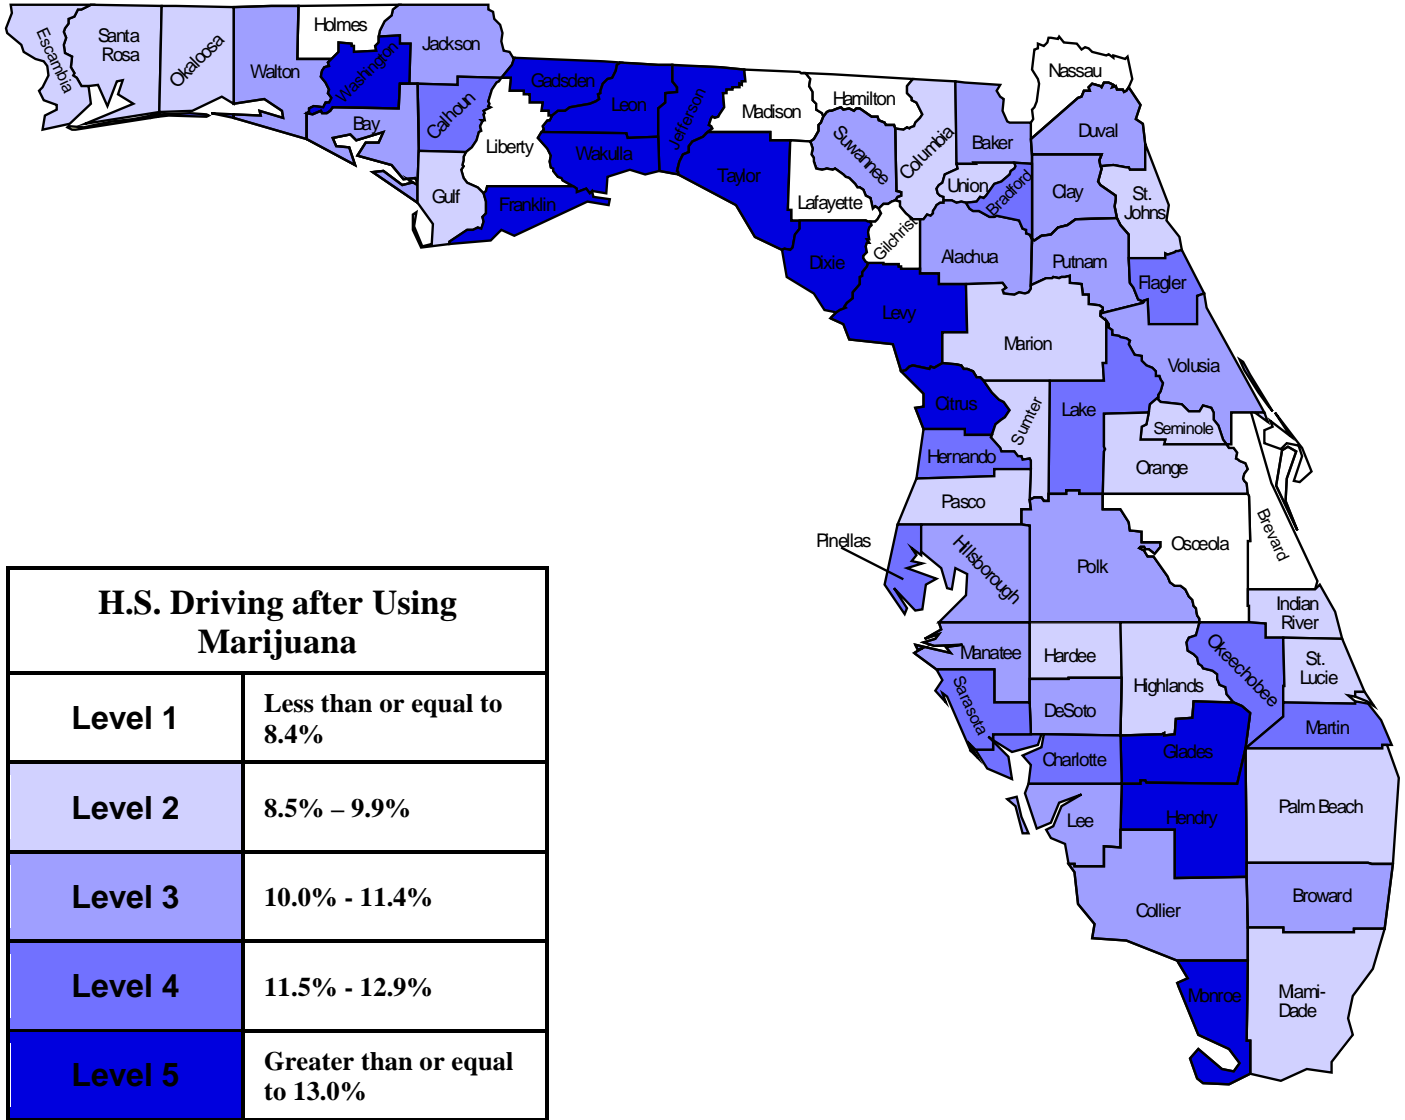 Holmes
Santa
Rosa
Escambia
Okaloosa
Walton
Washington
Jackson
Gadsden
Leon
Jefferson
Madison
Hamilton
Nassau
Bay
Calhoun
Liberty
Wakulla
Suwannee
Columbia
Baker
Duval
Gulf
Franklin
Taylor
Lafayette
Union
Bradford
Clay
St.
Johns
Gilchrist
Dixie
Alachua
Putnam
Flagler
Levy
Marion
Volusia
Citrus
Sumter
Lake
Seminole
Hernando
Orange
Pasco
Brevard
Pinellas
Hillsborough
Polk
Osceola
Indian
River
Manatee
Hardee
Highlands
Okeechobee
St.
Lucie
Sarasota
DeSoto
Martin
Charlotte
Glades
Lee
Hendry
Palm Beach
Collier
Broward
Monroe
Miami-
Dade
H.S. Driving after Using
Marijuana
Level 1
Less than or equal to
8.4%
Level 2
8.5% – 9.9%
Level 3
10.0% - 11.4%
Level 4
11.5% - 12.9%
Level 5
Greater than or equal
to 13.0%